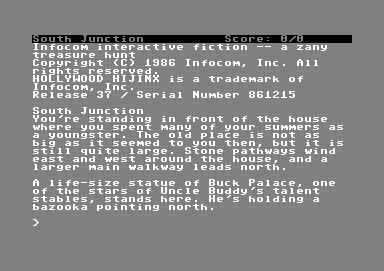 South Junction Score: 0/0
Infocom interactive fiction -- a zany
treasure hunt
Copyright (C) 1986 Infocom, Inc. All
rights reserved.
HOLLYWOOD HIJINX is a trademark of
Infocom, Inc.
Release 37 / Serial Number 861215
South Junction
You're standing in front of the house
where you spent many of your summers as
a youngster. The old place is not as
big as it seemed to you then, but it is
still quite large. Stone pathways wind
east and west around the house, and a
larger main walkway leads north.
A life-size statue of Buck Palace, one
of the stars of Uncle Buddy's talent
stables, stands here. He's holding a
bazooka pointing north.
>